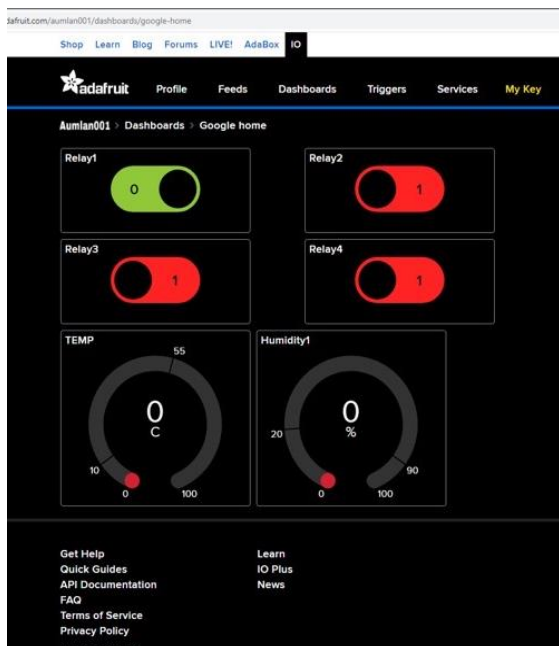 dafruit.com/aumlan001/dashboards/google-home
Shop Learn Blog Forums LIVE! AdaBox IO
adafruit Profile Feeds Dashboards Triggers Services My Key
Aumlan001 > Dashboards > Google home
Relay1
0
Relay2
1
Relay3
1
Relay4
1
TEMP
55
0
C
10
0
100
Humidity1
0
%
20
90
0
100
Get Help
Quick Guides
API Documentation
FAQ
Terms of Service
Privacy Policy
Learn
IO Plus
News